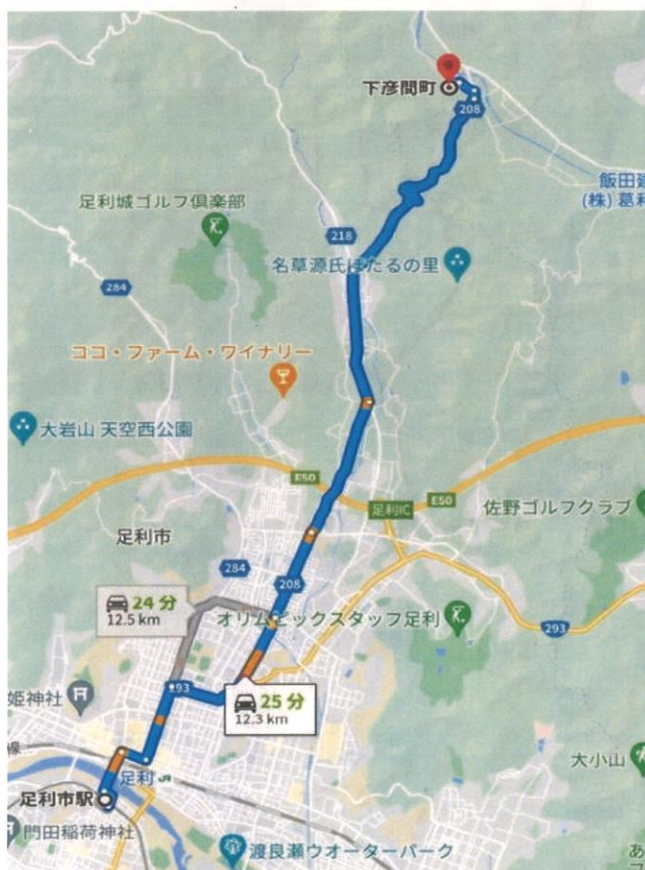 下彦間町
208
飯田
(株) 葛
足利城ゴルフ倶楽部
218
名草源氏ほたるの里
284
ココ・ファーム・ワイナリー
大岩山 天空西公園
E50
足利IC
E50
佐野ゴルフクラブ
足利市
284
208
24 分
12.5 km
オリムピックスタッフ足利
293
姫神社
25 分
12.3 km
線
足利
大小山
足利市駅
門田稲荷神社
渡良瀬ウオーターパーク
あ